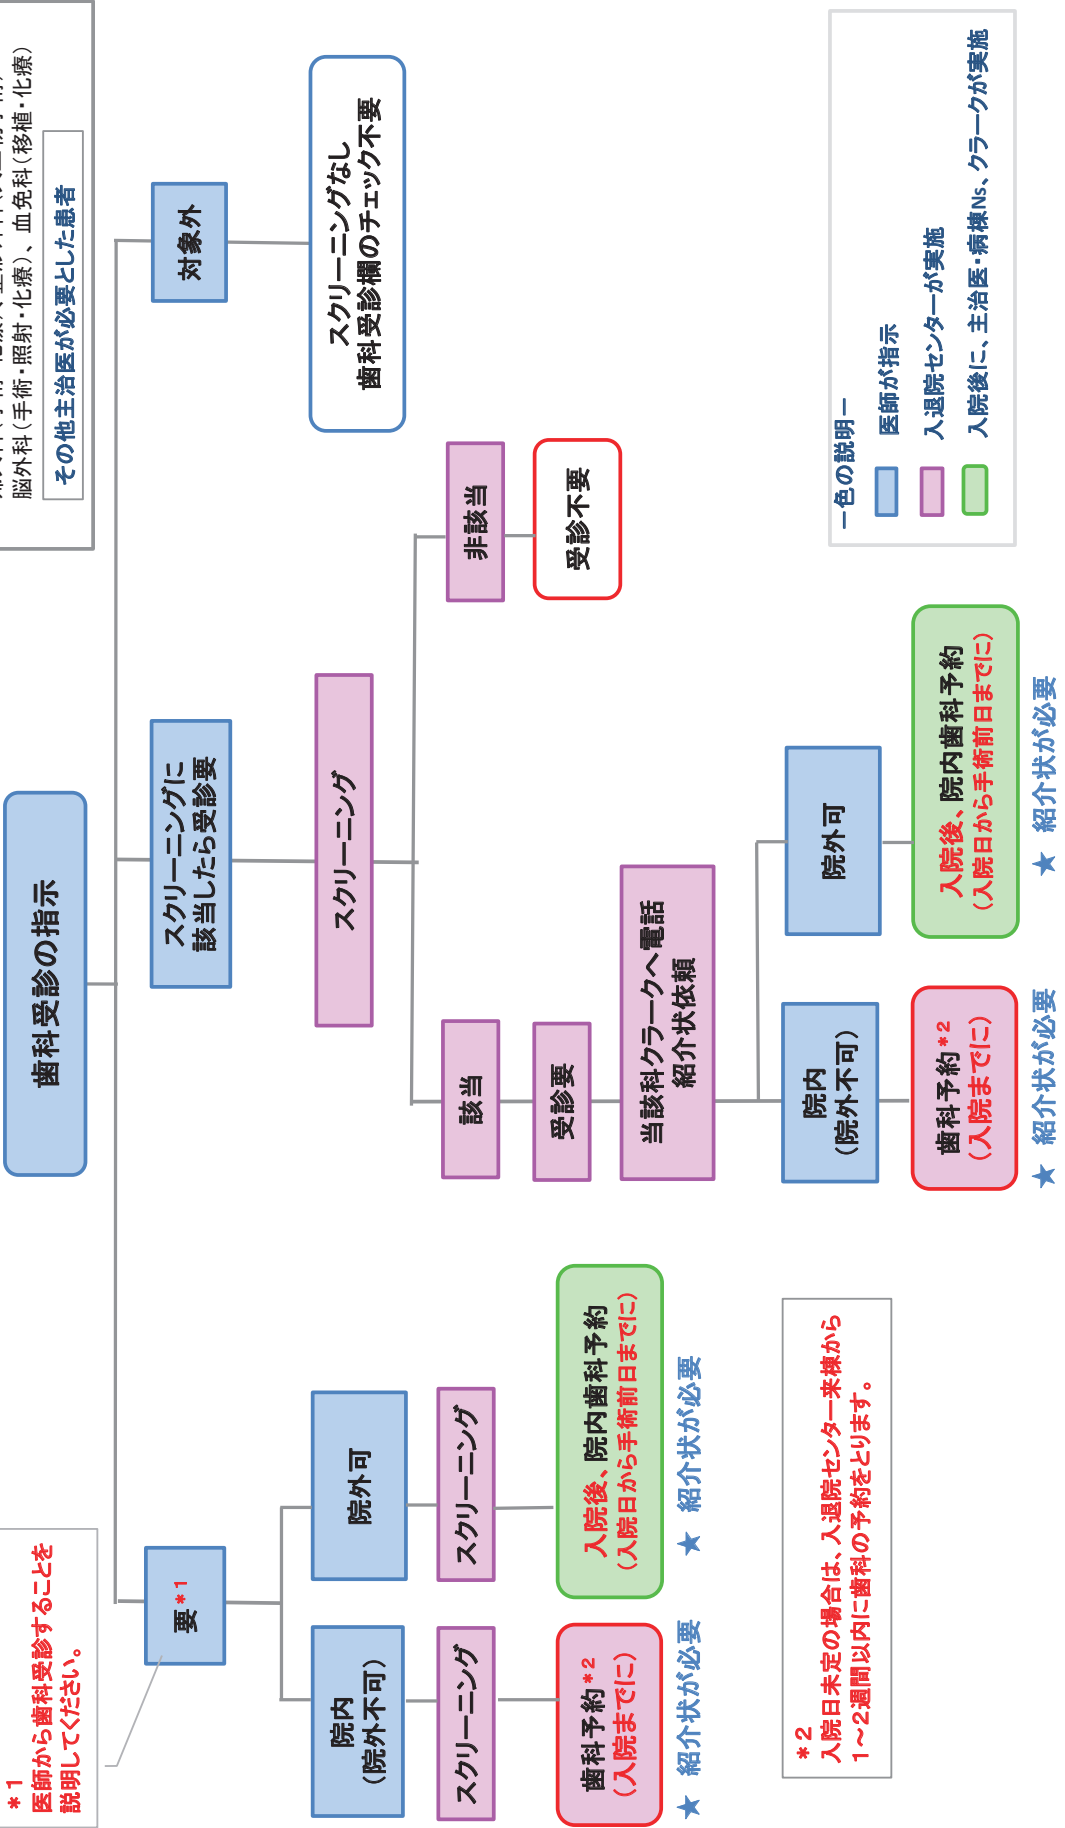 脳外科（手術・照射・化療）、血免科（移植・化療）
その他主治医が必要とした患者
＊1
医師から歯科受診することを
説明してください。
歯科受診の指示
要＊1
スクリーニングに
該当したら受診要
対象外
院内
（院外不可）
院外可
スクリーニング
スクリーニングなし
歯科受診欄のチェック不要
スクリーニング
スクリーニング
該当
非該当
歯科予約＊2
（入院までに）
入院後、院内歯科予約
（入院日から手術前日までに）
受診要
受診不要
★ 紹介状が必要
★ 紹介状が必要
当該科クラークへ電話
紹介状依頼
院内
（院外不可）
院外可
歯科予約＊2
（入院までに）
入院後、院内歯科予約
（入院日から手術前日までに）
★ 紹介状が必要
★ 紹介状が必要
＊2
入院日未定の場合は、入退院センター来棟から
1～2週間以内に歯科の予約をとります。
ー色の説明ー
医師が指示
入退院センターが実施
入院後に、主治医・病棟Ns、クラークが実施